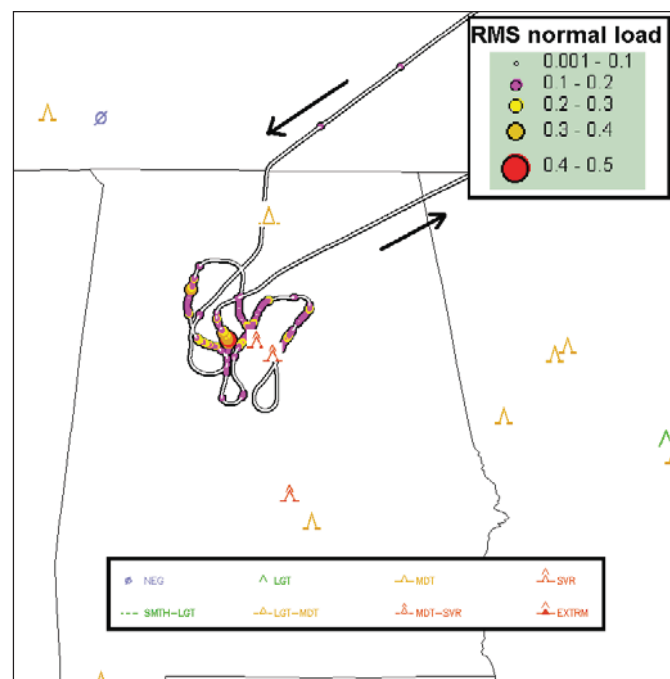 RMS normal load
0.001 - 0.1
0.1 - 0.2
0.2 - 0.3
0.3 - 0.4
0.4 - 0.5
NEG LGT MDT SVR
SMTH-LGT LGT-MDT MDT-SVR EXTRM